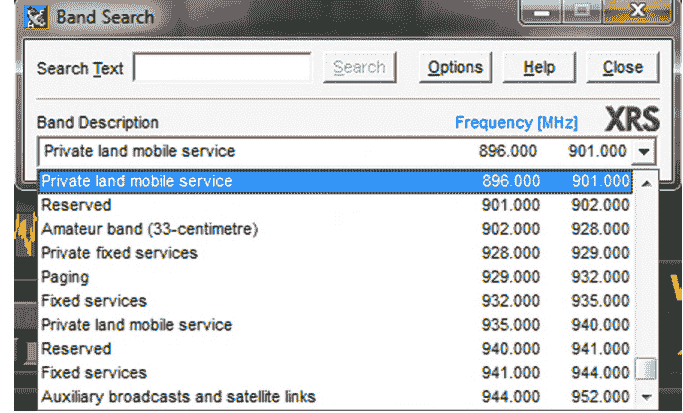 Band Search
Search Text Search Options Help Close
Band Description Frequency [MHz] XRS
Private land mobile service 896.000 901.000
Private land mobile service 896.000 901.000
Reserved 901.000 902.000
Amateur band (33-centimetre) 902.000 928.000
Private fixed services 928.000 929.000
Paging 929.000 932.000
Fixed services 932.000 935.000
Private land mobile service 935.000 940.000
Reserved 940.000 941.000
Fixed services 941.000 944.000
Auxiliary broadcasts and satellite links 944.000 952.000